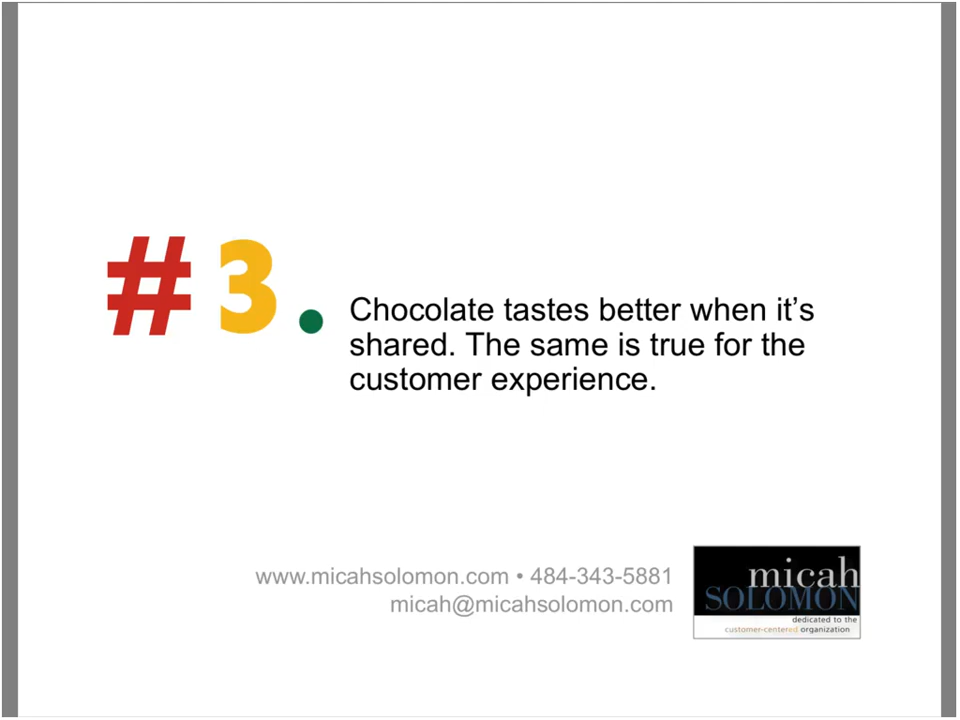 #3.
Chocolate tastes better when it’s
shared. The same is true for the
customer experience.
www.micahsolomon.com • 484-343-5881
micah@micahsolomon.com
micah
SOLOMON
dedicated to the
customer-centered organization